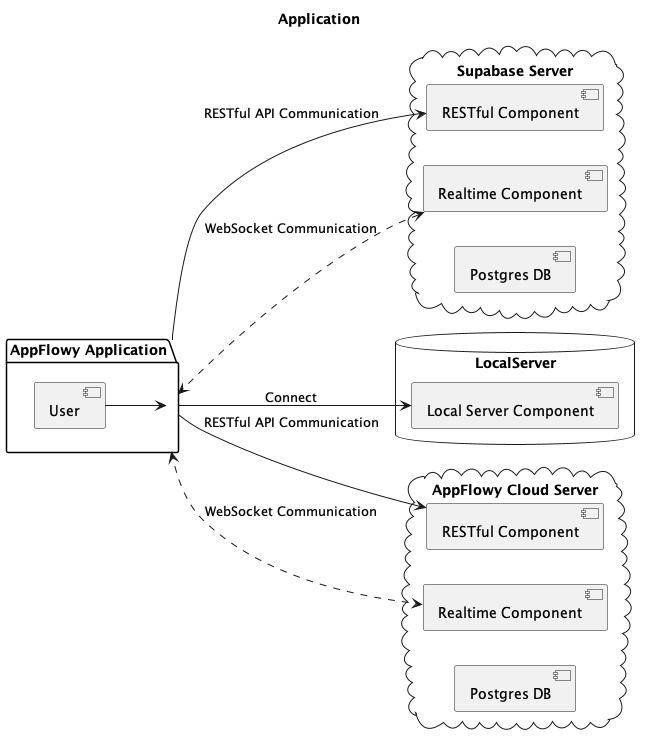 Application
Supabase Server
RESTful API Communication
RESTful Component
Realtime Component
WebSocket Communication
Postgres DB
AppFlowy Application
User
LocalServer
Connect
Local Server Component
RESTful API Communication
AppFlowy Cloud Server
WebSocket Communication
RESTful Component
Realtime Component
Postgres DB